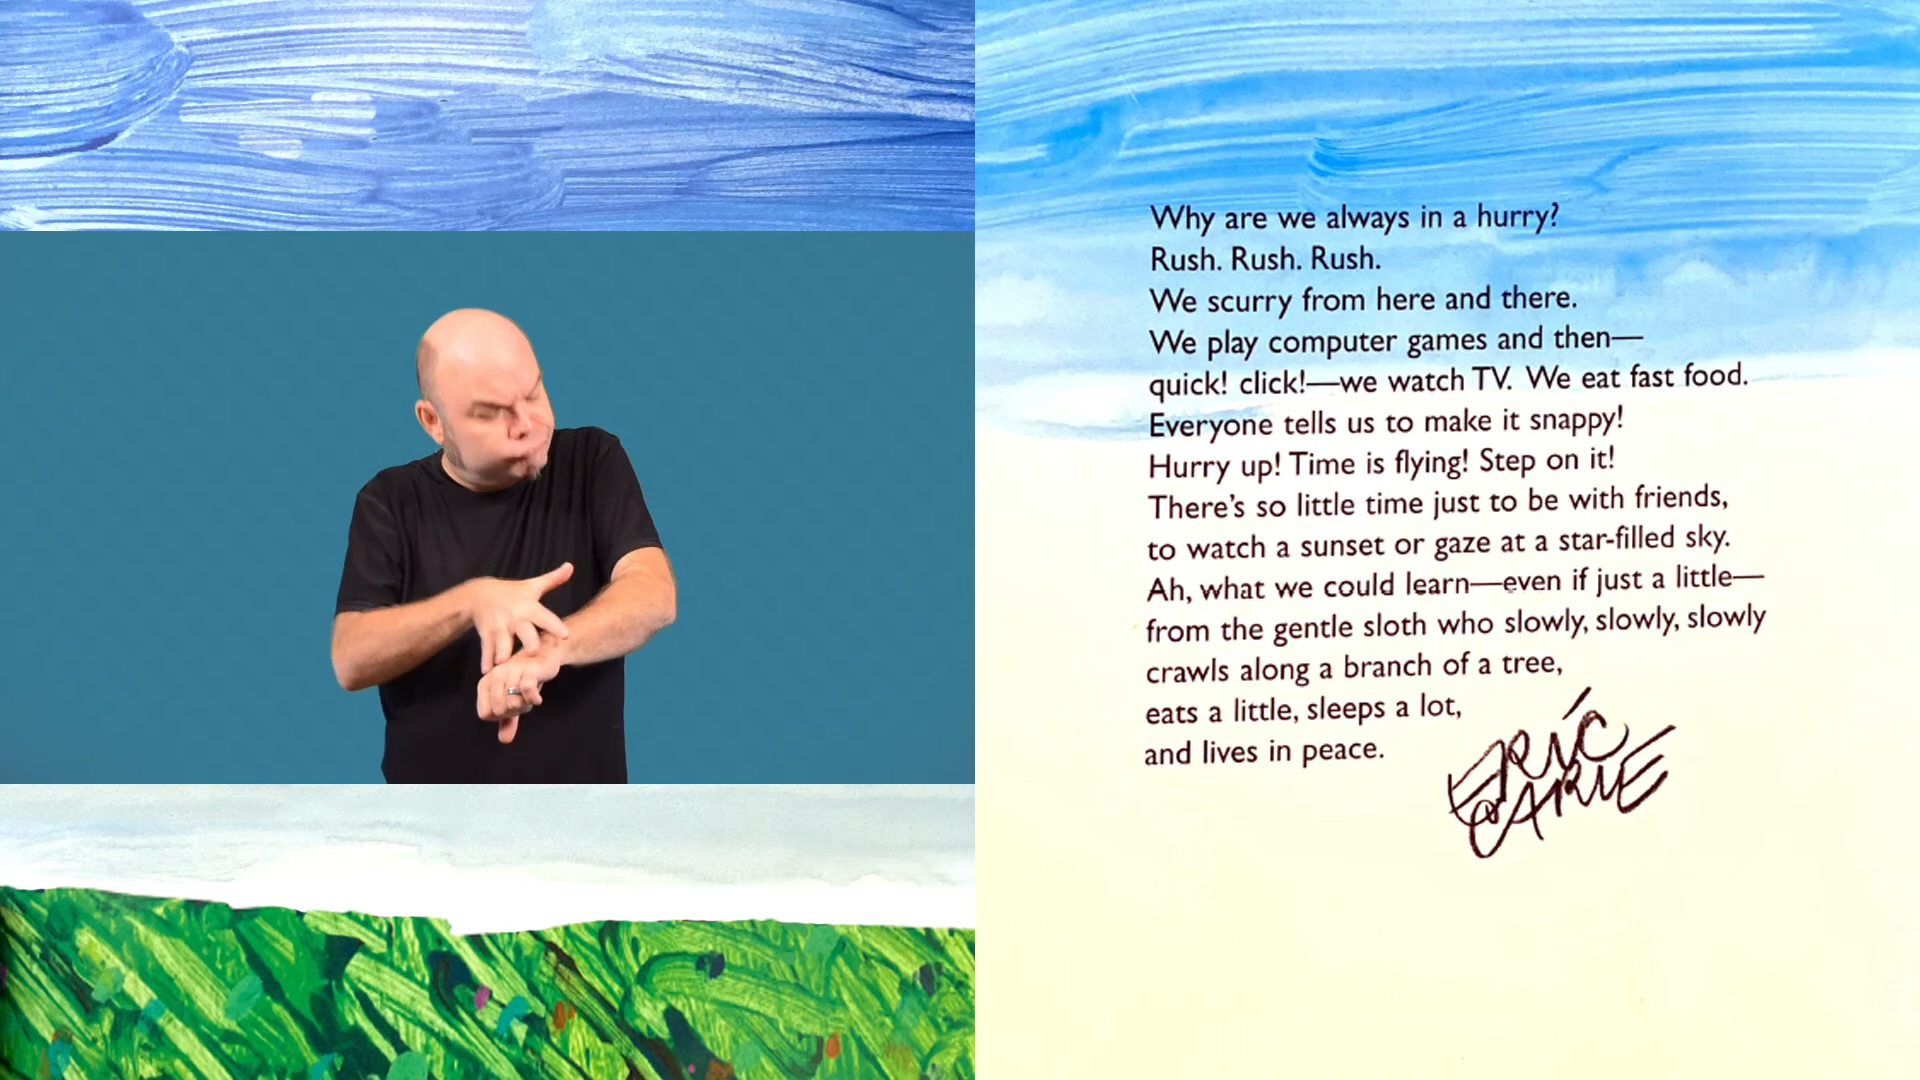 Why are we always in a hurry?
Rush. Rush. Rush.
We scurry from here and there.
We play computer games and then—
quick! click!—we watch TV. We eat fast food.
Everyone tells us to make it snappy!
Hurry up! Time is flying! Step on it!
There's so little time just to be with friends,
to watch a sunset or gaze at a star-filled sky.
Ah, what we could learn—even if just a little—
from the gentle sloth who slowly, slowly, slowly
crawls along a branch of a tree,
eats a little, sleeps a lot,
and lives in peace.
ERIC
CARLE